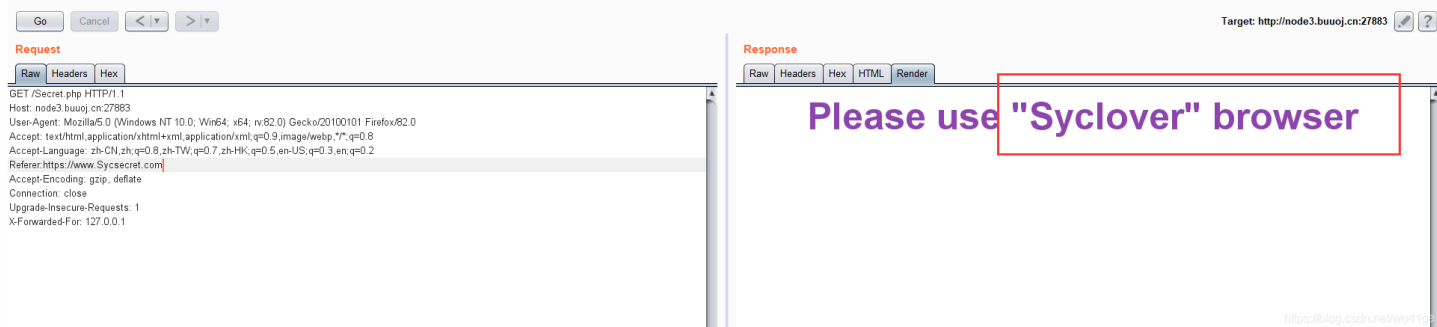 Go Cancel < > Target: http://node3.buuoj.cn:27883 ?
Request
Raw Headers Hex
GET /Secret.php HTTP/1.1
Host: node3.buuoj.cn:27883
User-Agent: Mozilla/5.0 (Windows NT 10.0; Win64; x64; rv:82.0) Gecko/20100101 Firefox/82.0
Accept: text/html,application/xhtml+xml,application/xml;q=0.9,image/webp,*/*;q=0.8
Accept-Language: zh-CN,zh;q=0.8,zh-TW;q=0.7,zh-HK;q=0.5,en-US;q=0.3,en;q=0.2
Referer:https://www.Sycsecret.com
Accept-Encoding: gzip, deflate
Connection: close
Upgrade-Insecure-Requests: 1
X-Forwarded-For: 127.0.0.1
Response
Raw Headers Hex HTML Render
Please use "Syclover" browser